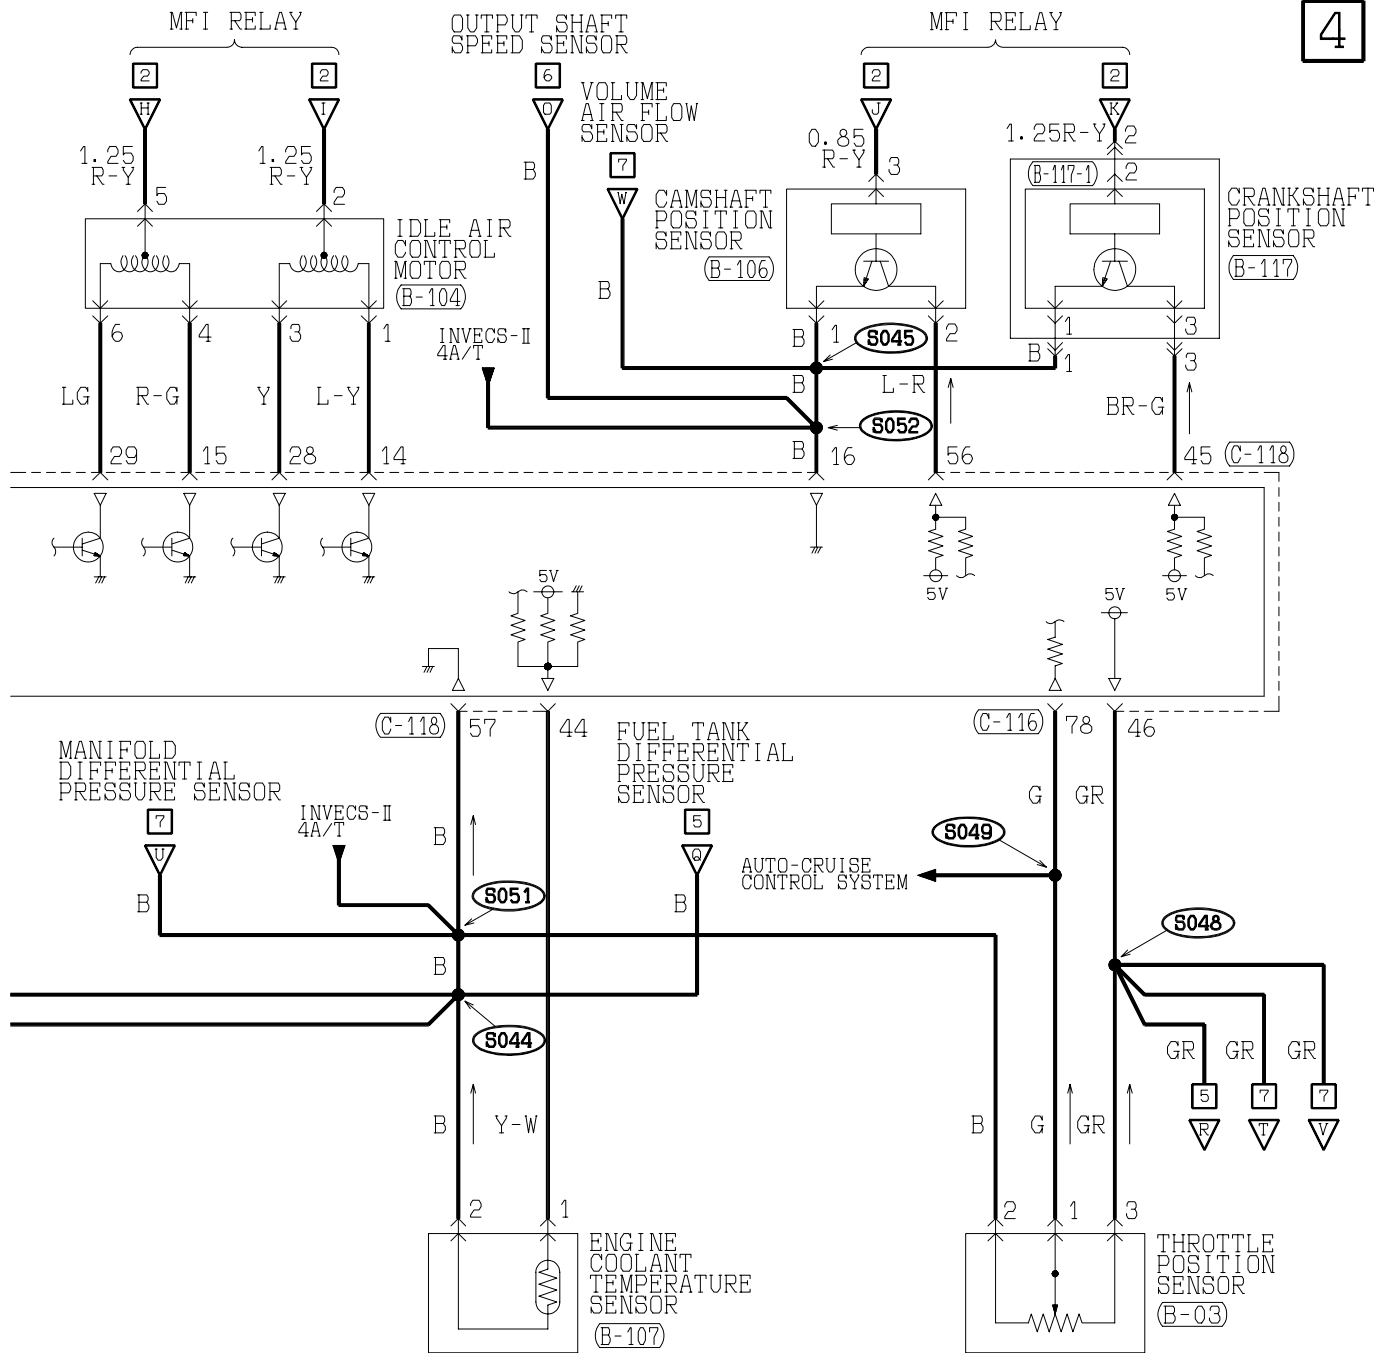 MFI RELAY
OUTPUT SHAFT
SPEED SENSOR
MFI RELAY
4
2
2
6
2
2
H
I
O
J
K
VOLUME
AIR FLOW
SENSOR
7
W
1.25
R-Y
1.25
R-Y
B
0.85
R-Y
3
1.25R-Y
2
(B-117-1)
2
5
2
IDLE AIR
CONTROL
MOTOR
(B-104)
CAMSHAFT
POSITION
SENSOR
(B-106)
CRANKSHAFT
POSITION
SENSOR
(B-117)
B
INVECS-II
4A/T
6
4
3
1
B
1
S045
2
1
3
B
1
3
LG
R-G
Y
L-Y
B
L-R
BR-G
S052
B
29
15
28
14
16
56
45
(C-118)
5V
5V
5V
5V
(C-118)
57
44
(C-116)
78
46
MANIFOLD
DIFFERENTIAL
PRESSURE SENSOR
7
U
B
INVECS-II
4A/T
B
FUEL TANK
DIFFERENTIAL
PRESSURE
SENSOR
5
Q
B
G
GR
S049
AUTO-CRUISE
CONTROL SYSTEM
S051
S048
B
S044
GR
GR
GR
5
7
7
R
T
V
B
Y-W
B
G
GR
2
1
2
1
3
ENGINE
COOLANT
TEMPERATURE
SENSOR
(B-107)
THROTTLE
POSITION
SENSOR
(B-03)